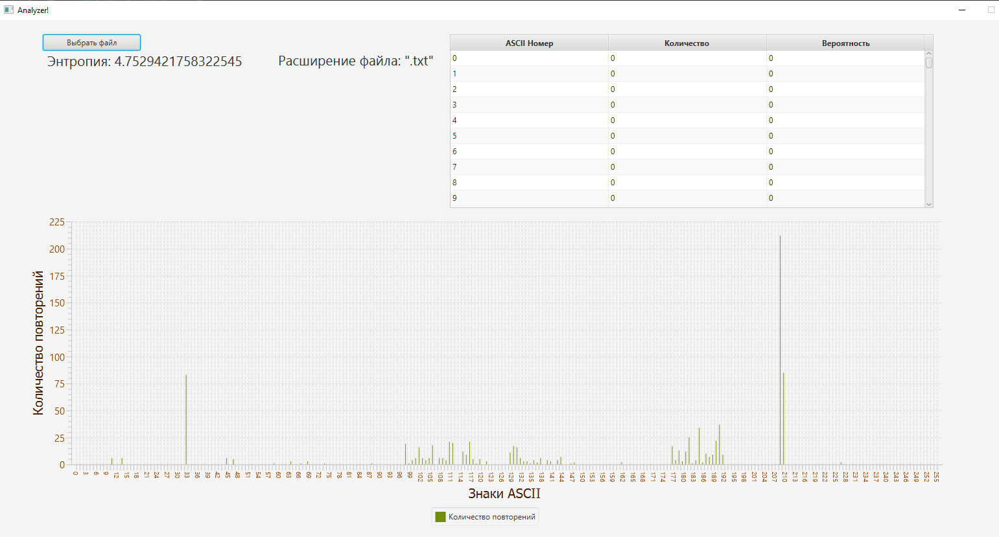 Analyzer!
Выбрать файл
Энтропия: 4.7529421758322545
Расширение файла: ".txt"
ASCII Номер Количество Вероятность
0 0 0
1 0 0
2 0 0
3 0 0
4 0 0
5 0 0
6 0 0
7 0 0
8 0 0
9 0 0
Количество повторений
225
200
175
150
125
100
75
50
25
0
0 3 6 9 12 15 18 21 24 27 30 33 36 39 42 45 48 51 54 57 60 63 66 69 72 75 78 81 84 87 90 93 96 99 102 105 108 111 114 117 120 123 126 129 132 135 138 141 144 147 150 153 156 159 162 165 168 171 174 177 180 183 186 189 192 195 198 201 204 207 210 213 216 219 222 225 228 231 234 237 240 243 246 249 252 255
Знаки ASCII
Количество повторений